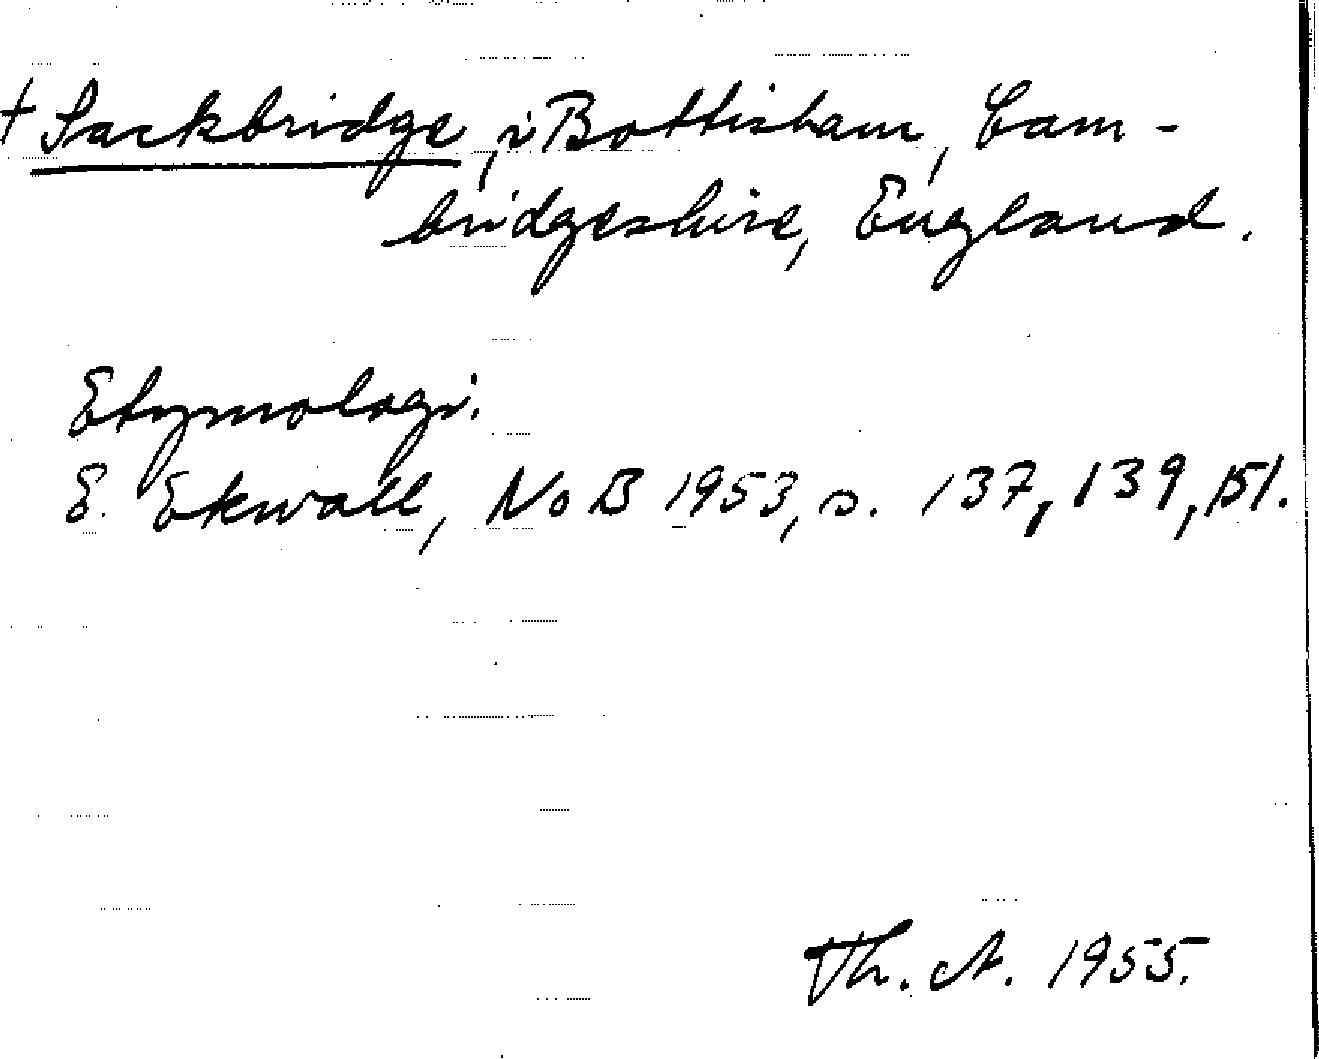 † Sackbridge, i Bottisham, Cam-
bridgeshire, England.
Etymologi.
E. Ekwall, NoB 1953, s. 137, 139, 151.
Th. A. 1955.